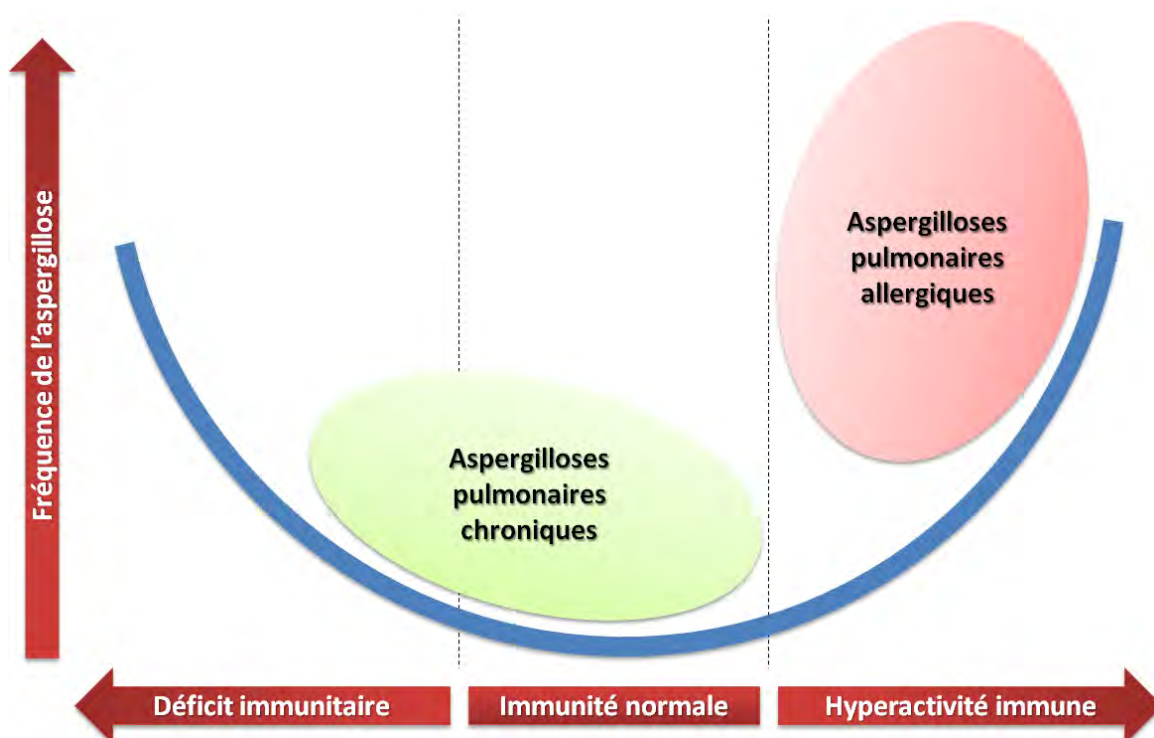 Fréquence de l'aspergillose
Aspergilloses
pulmonaires
allergiques
Aspergilloses
pulmonaires
chroniques
Déficit immunitaire
Immunité normale
Hyperactivité immune